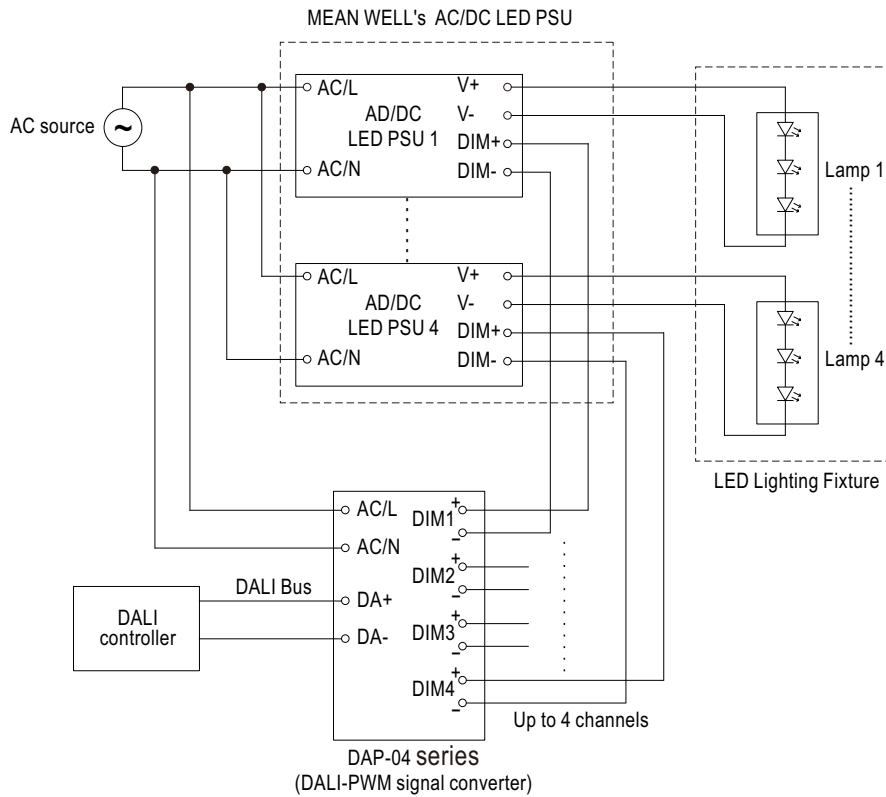 MEAN WELL's AC/DC LED PSU
AC source
~
AC/L
AD/DC
LED PSU 1
AC/N
V+
V-
DIM+
DIM-
Lamp 1
AC/L
AD/DC
LED PSU 4
AC/N
V+
V-
DIM+
DIM-
Lamp 4
LED Lighting Fixture
AC/L
AC/N
DA+
DA-
DIM1
+
-
DIM2
+
-
DIM3
+
-
DIM4
+
-
DALI Bus
DALI
controller
Up to 4 channels
DAP-04 series
(DALI-PWM signal converter)